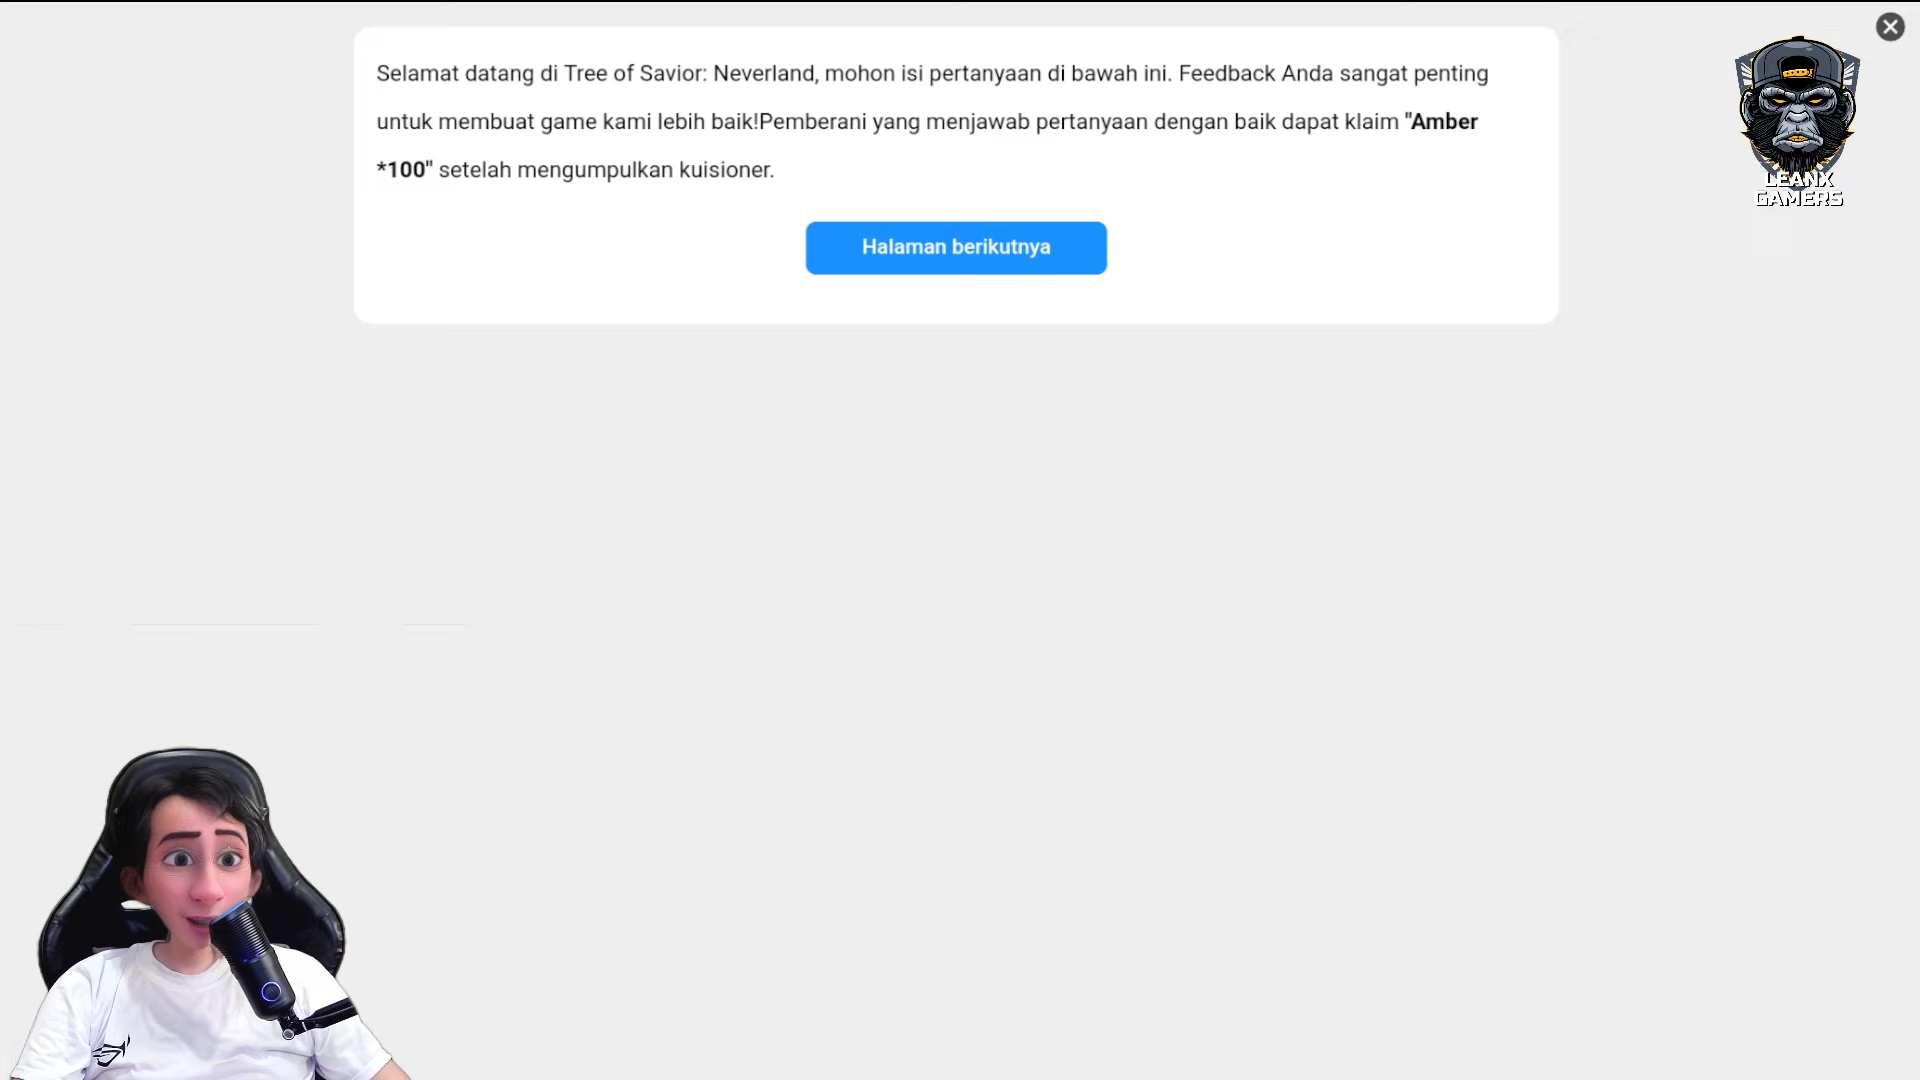 Selamat datang di Tree of Savior: Neverland, mohon isi pertanyaan di bawah ini. Feedback Anda sangat penting
untuk membuat game kami lebih baik!Pemberani yang menjawab pertanyaan dengan baik dapat klaim "Amber
*100" setelah mengumpulkan kuisioner.
Halaman berikutnya
LEANX
GAMERS